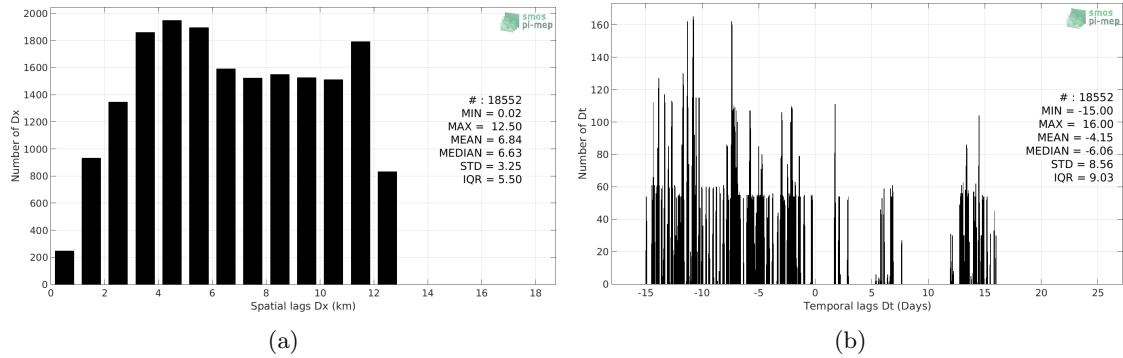 2000
1800
1600
1400
1200
1000
800
600
400
200
0
0 2 4 6 8 10 12 14 16 18
Number of Dx
Spatial lags Dx (km)
smos
pi-mep
# : 18552
MIN = 0.02
MAX = 12.50
MEAN = 6.84
MEDIAN = 6.63
STD = 3.25
IQR = 5.50
(a)
160
140
120
100
80
60
40
20
0
-15 -10 -5 0 5 10 15 20 25
Number of Dt
Temporal lags Dt (Days)
smos
pi-mep
# : 18552
MIN = -15.00
MAX = 16.00
MEAN = -4.15
MEDIAN = -6.06
STD = 8.56
IQR = 9.03
(b)